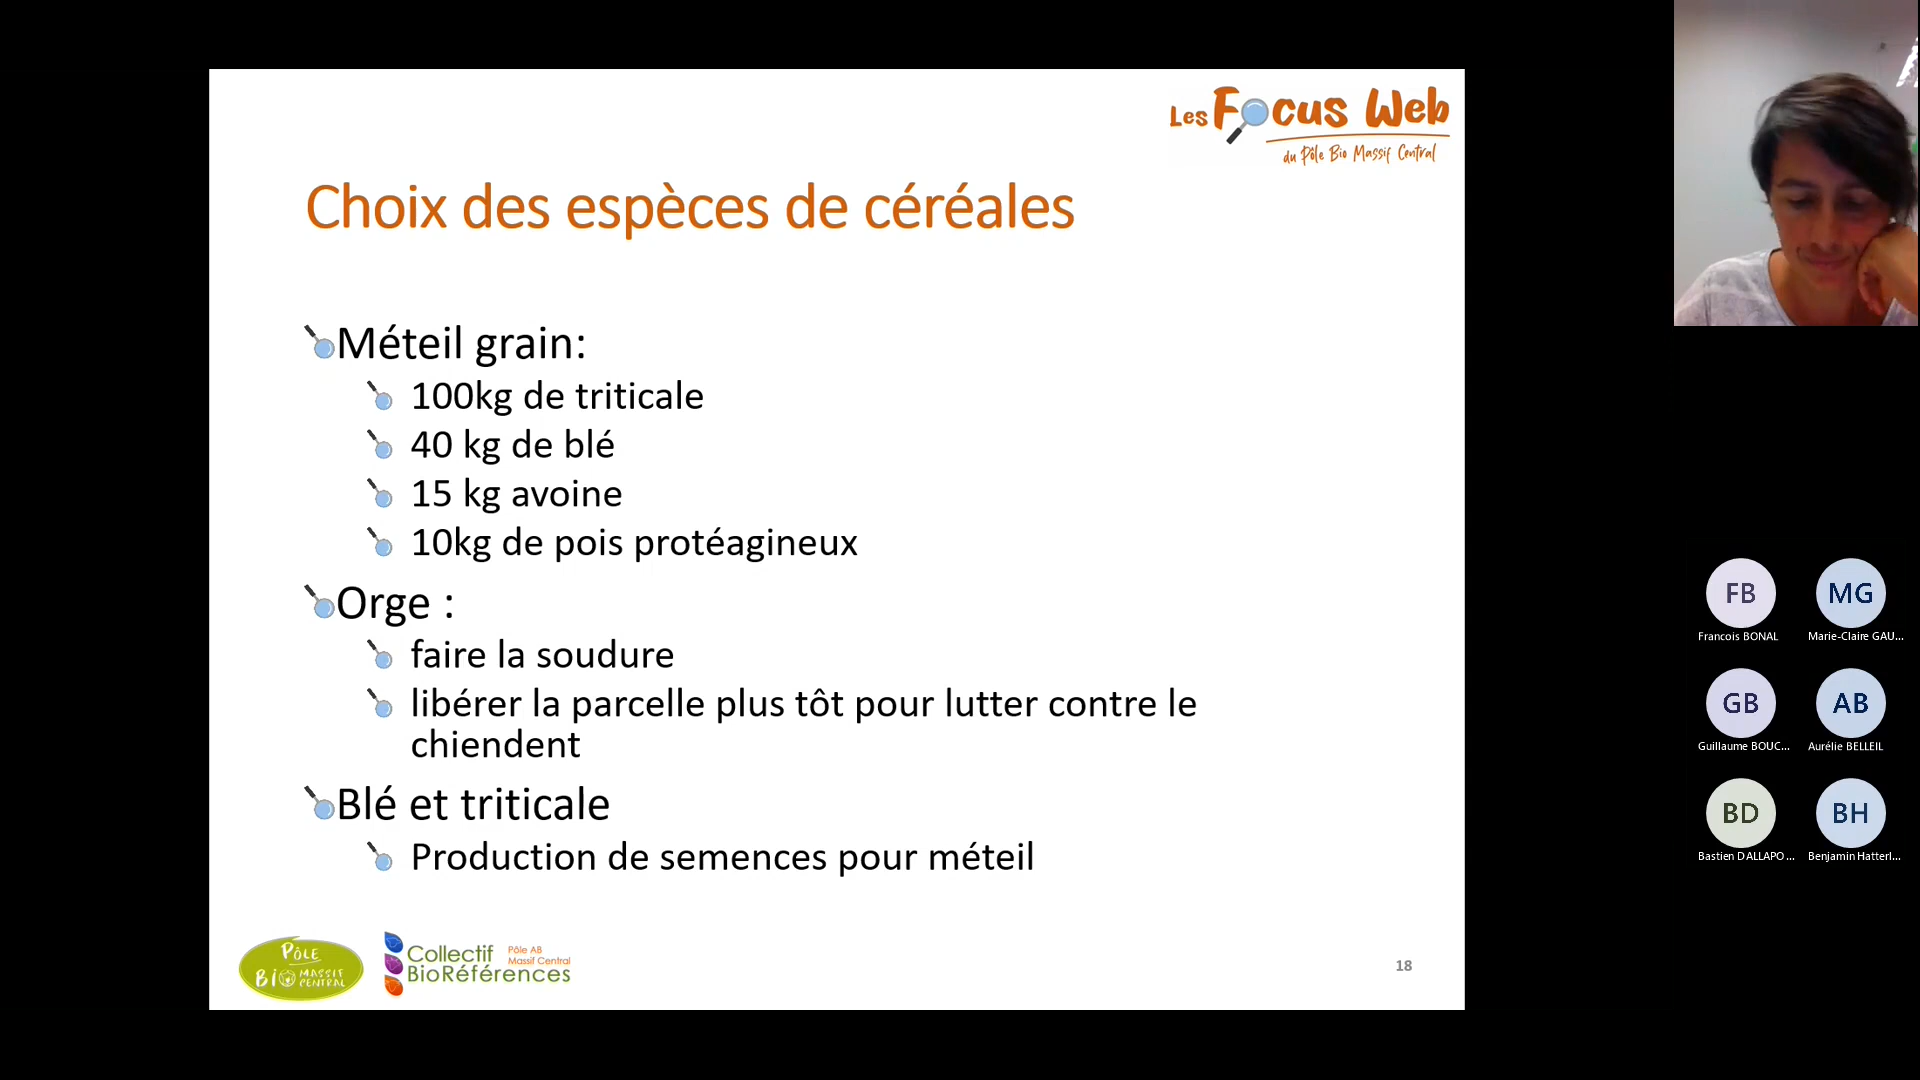 Les Focus Web
du Pôle Bio Massif Central
Choix des espèces de céréales
Méteil grain:
100kg de triticale
40 kg de blé
15 kg avoine
10kg de pois protéagineux
Orge :
faire la soudure
libérer la parcelle plus tôt pour lutter contre le
chiendent
Blé et triticale
Production de semences pour méteil
PÔLE
BIO MASSIF
CENTRAL
Collectif
BioRéférences
Pôle AB
Massif Central
18
FB
MG
Francois BONAL
Marie-Claire GAU...
GB
AB
Guillaume BOUC...
Aurélie BELLEIL
BD
BH
Bastien DALLAPO...
Benjamin Hatterl...